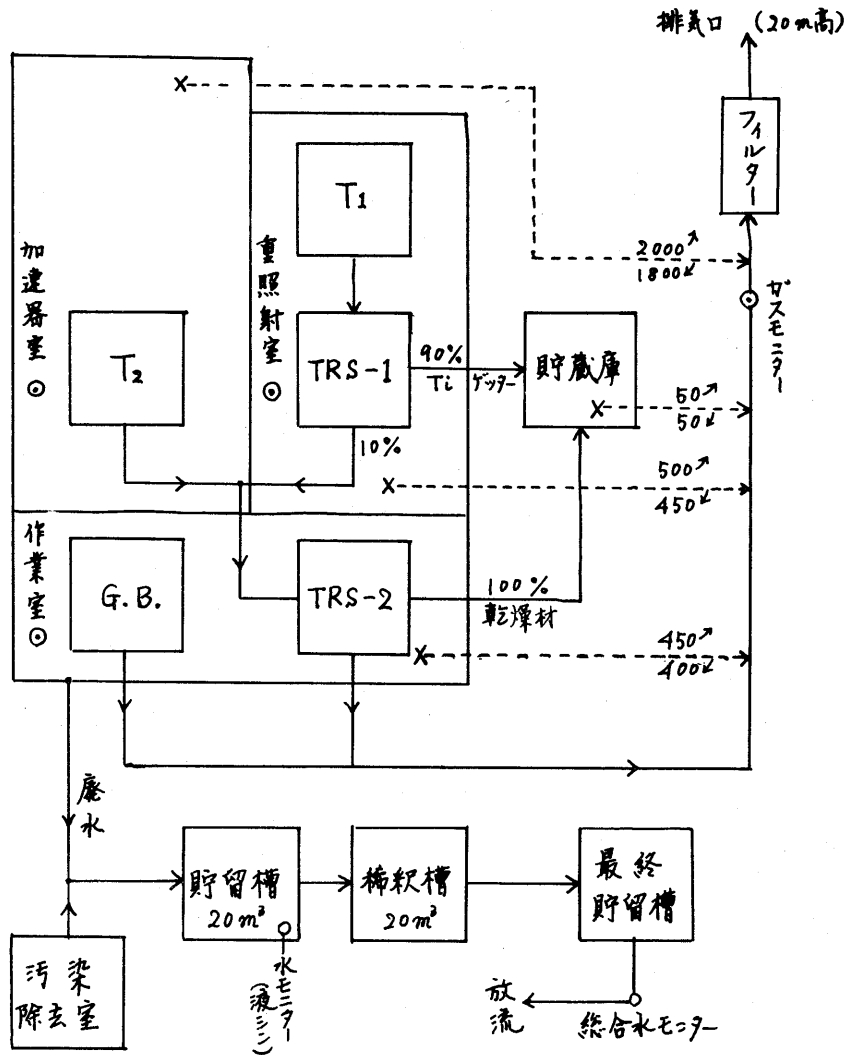 排気口 (20m高)
フィルター
ガスモニター
2000↗
1800↙
加速器室
重照射室
T1
T2
TRS-1
90%
Ti ゲッター
貯蔵庫
50↗
50↙
10%
500↗
450↙
作業室
G.B.
TRS-2
100%
乾燥材
450↗
400↙
廃水
貯留槽
20m³
稀釈槽
20m³
最終
貯留槽
汚染
除去室
水モニター
(液シン)
放流
総合水モニター